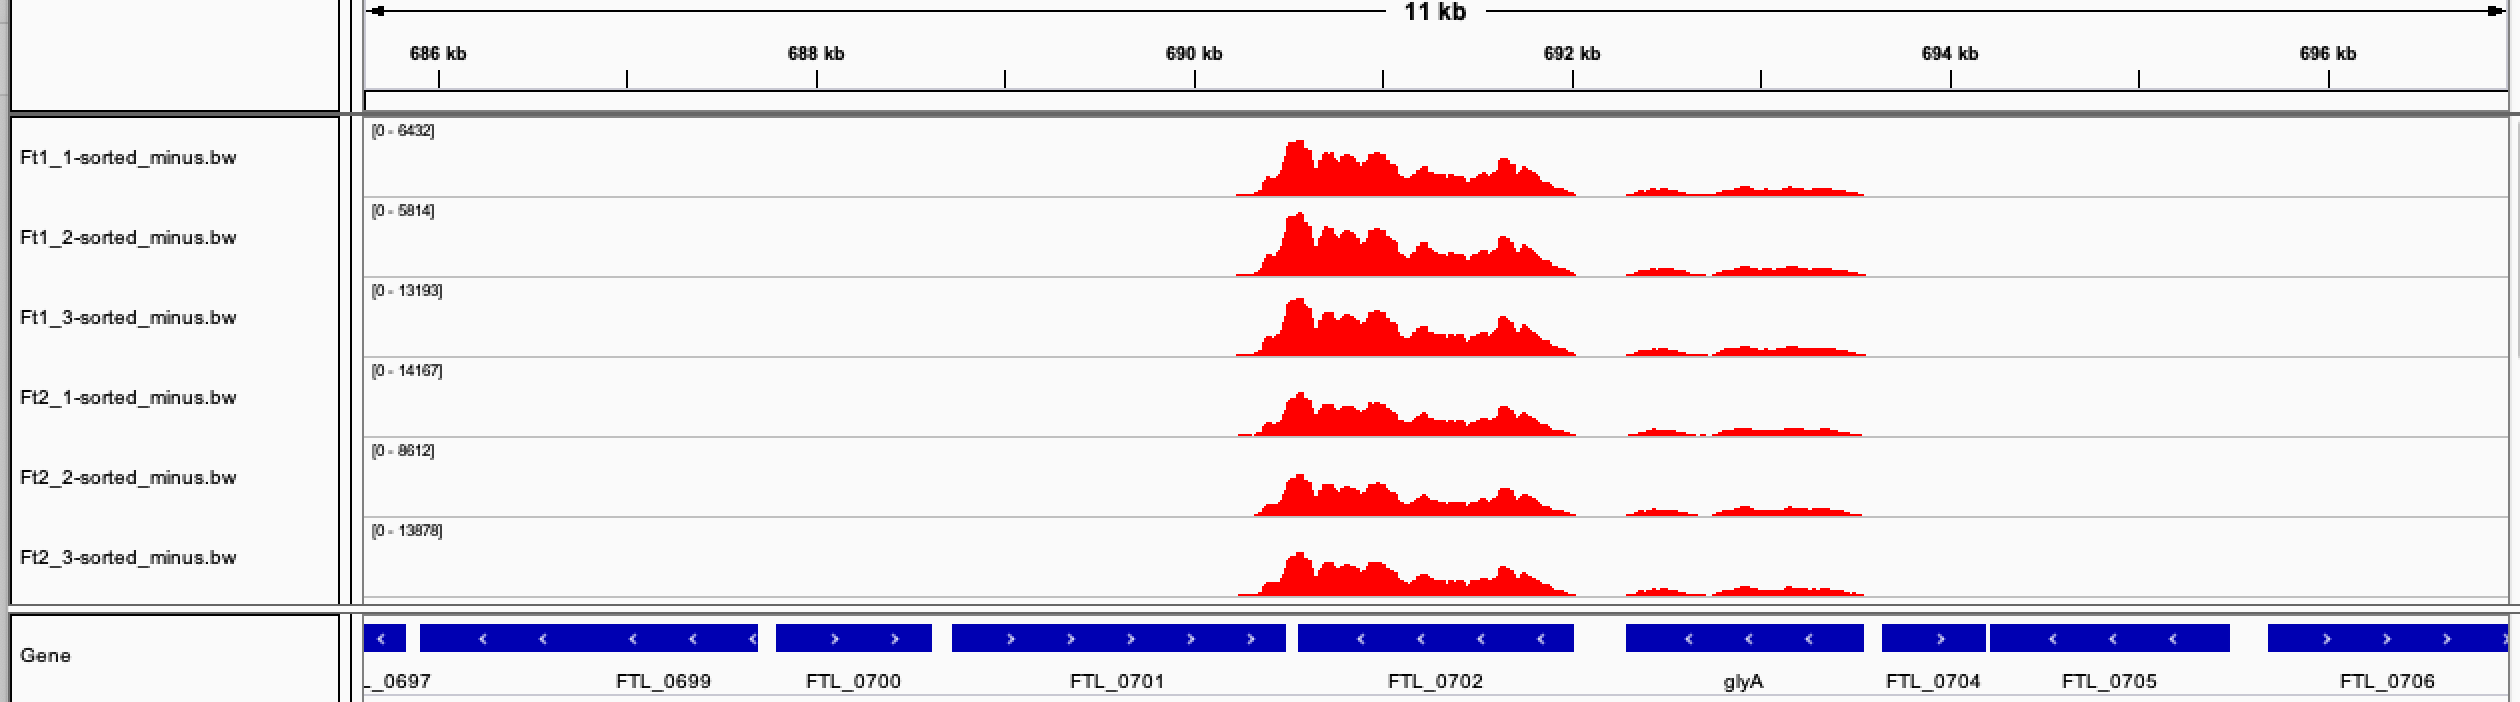 11 kb
686 kb 688 kb 690 kb 692 kb 694 kb 696 kb
[0 - 6432]
Ft1_1-sorted_minus.bw
[0 - 5814]
Ft1_2-sorted_minus.bw
[0 - 13193]
Ft1_3-sorted_minus.bw
[0 - 14167]
Ft2_1-sorted_minus.bw
[0 - 8612]
Ft2_2-sorted_minus.bw
[0 - 13878]
Ft2_3-sorted_minus.bw
Gene
L_0697 FTL_0699 FTL_0700 FTL_0701 FTL_0702 glyA FTL_0704 FTL_0705 FTL_0706